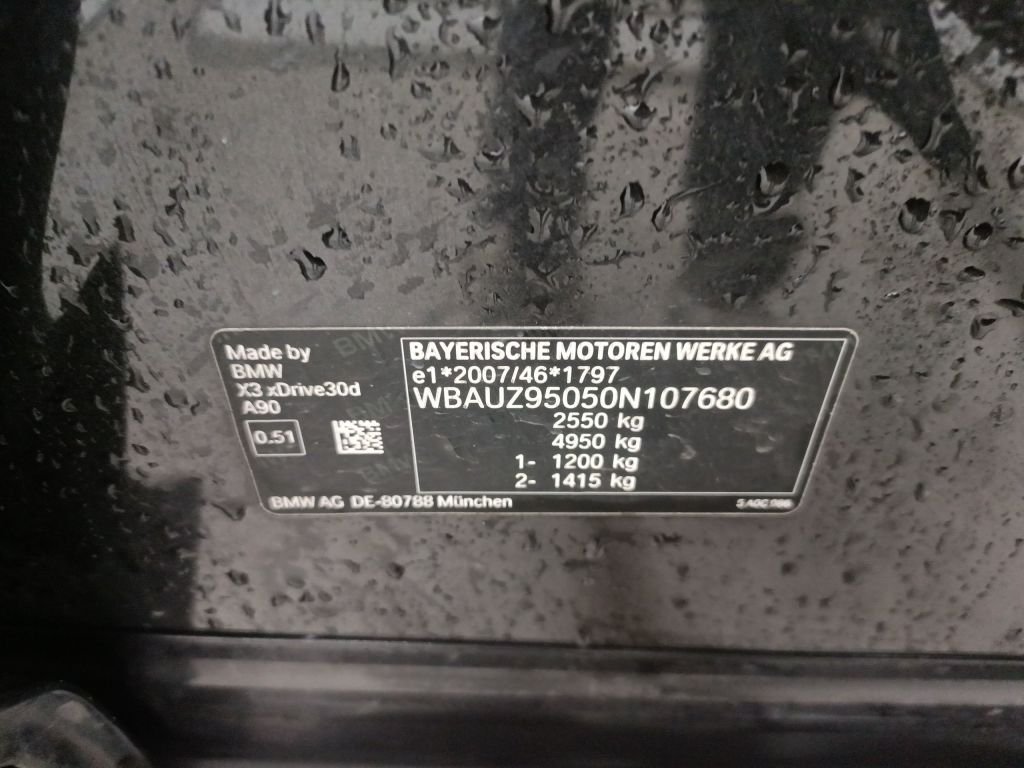 Made by
BMW
X3 xDrive30d
A90
0.51
BAYERISCHE MOTOREN WERKE AG
e1*2007/46*1797
WBAUZ95050N107680
2550 kg
4950 kg
1- 1200 kg
2- 1415 kg
BMW AG DE-80788 München